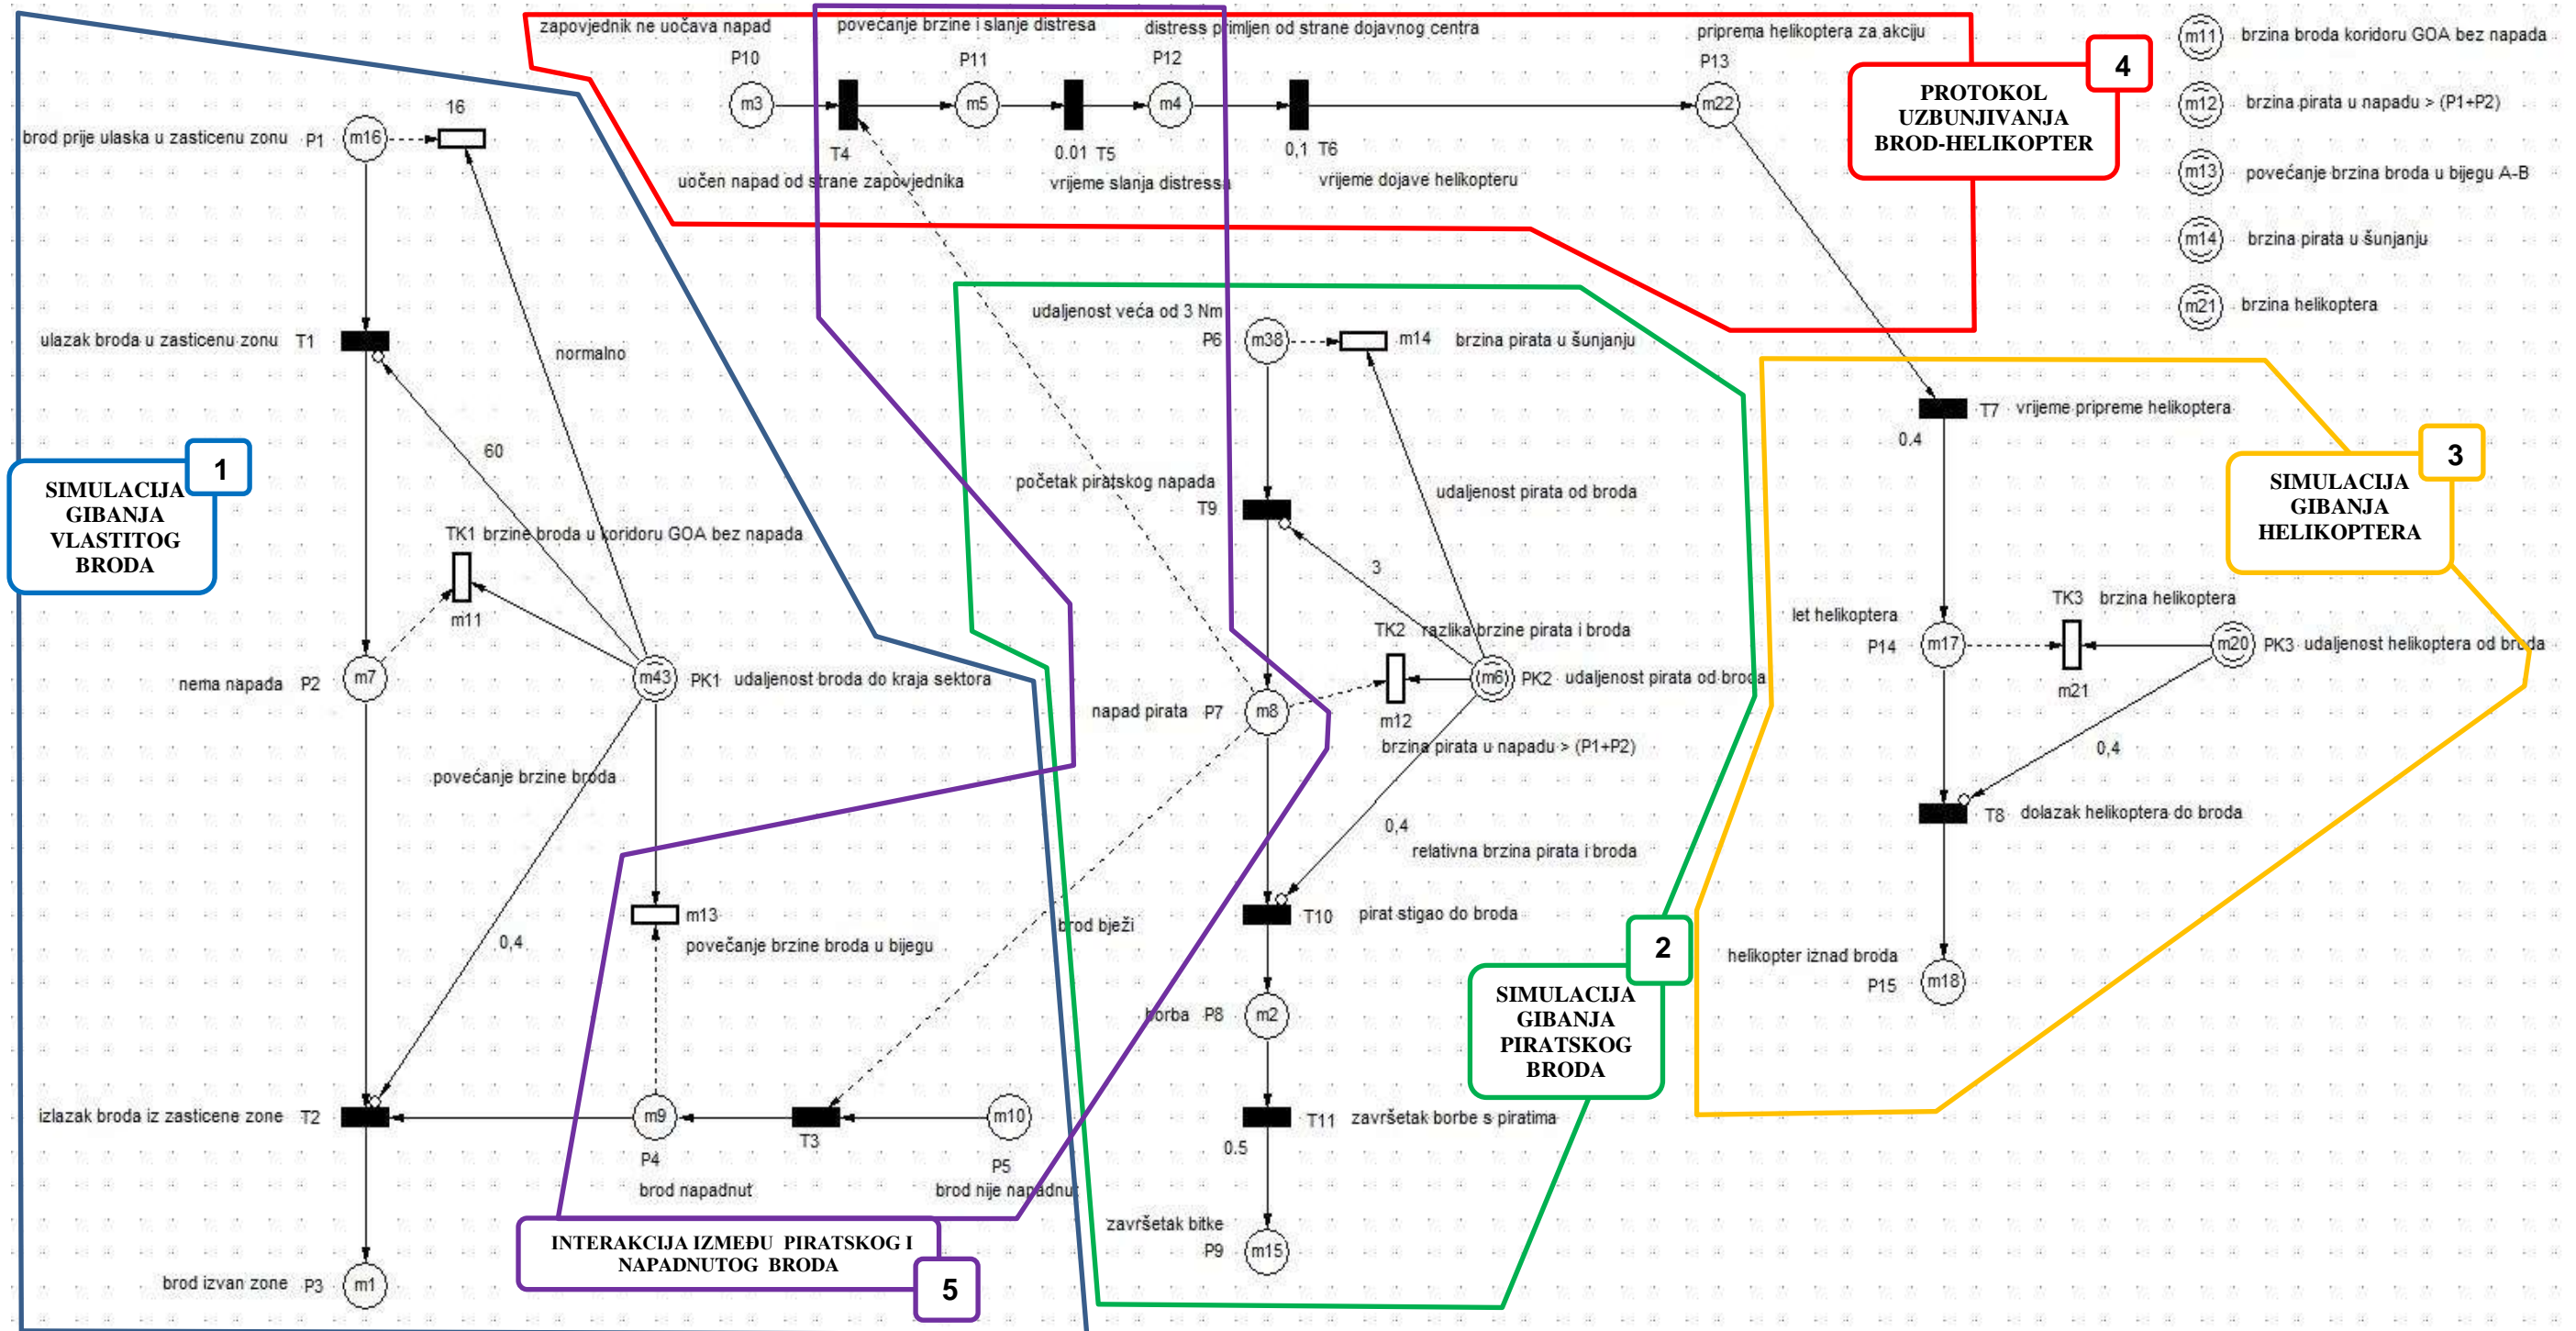 zapovjednik ne uočava napad
povećanje brzine i slanje distresa
distress primljen od strane dojavnog centra
priprema helikoptera za akciju
P10
P11
P12
P13
m3
m5
m4
m22
T4
0.01 T5
0,1 T6
uočen napad od strane zapovjednika
vrijeme slanja distressa
vrijeme dojave helikopteru
4
PROTOKOL
UZBUNJIVANJA
BROD-HELIKOPTER
m11 brzina broda koridoru GOA bez napada
m12 brzina pirata u napadu > (P1+P2)
m13 povećanje brzina broda u bijegu A-B
m14 brzina pirata u šunjanju
m21 brzina helikoptera
16
brod prije ulaska u zasticenu zonu P1 m16
ulazak broda u zasticenu zonu T1
normalno
60
1
SIMULACIJA
GIBANJA
VLASTITOG
BRODA
TK1 brzine broda u koridoru GOA bez napada
m11
nema napada P2 m7
m43 PK1 udaljenost broda do kraja sektora
povećanje brzine broda
m13
povečanje brzine broda u bijegu
0,4
izlazak broda iz zasticene zone T2
m9
P4
brod napadnut
T3
m10
P5
brod nije napadnut
brod izvan zone P3 m1
INTERAKCIJA IZMEĐU PIRATSKOG I
NAPADNUTOG BRODA
5
udaljenost veća od 3 Nm
P6 m38
m14 brzina pirata u šunjanju
početak piratskog napada
T9
udaljenost pirata od broda
3
TK2 razlika brzine pirata i broda
m6 PK2 udaljenost pirata od broda
napad pirata P7 m8
m12
brzina pirata u napadu > (P1+P2)
0,4
relativna brzina pirata i broda
brod bježi
T10 pirat stigao do broda
borba P8 m2
T11 završetak borbe s piratima
0.5
završetak bitke
P9 m15
2
SIMULACIJA
GIBANJA
PIRATSKOG
BRODA
T7 vrijeme pripreme helikoptera
0,4
3
SIMULACIJA
GIBANJA
HELIKOPTERA
let helikoptera
P14 m17
TK3 brzina helikoptera
m21
m20 PK3 udaljenost helikoptera od broda
0,4
T8 dolazak helikoptera do broda
helikopter iznad broda
P15 m18